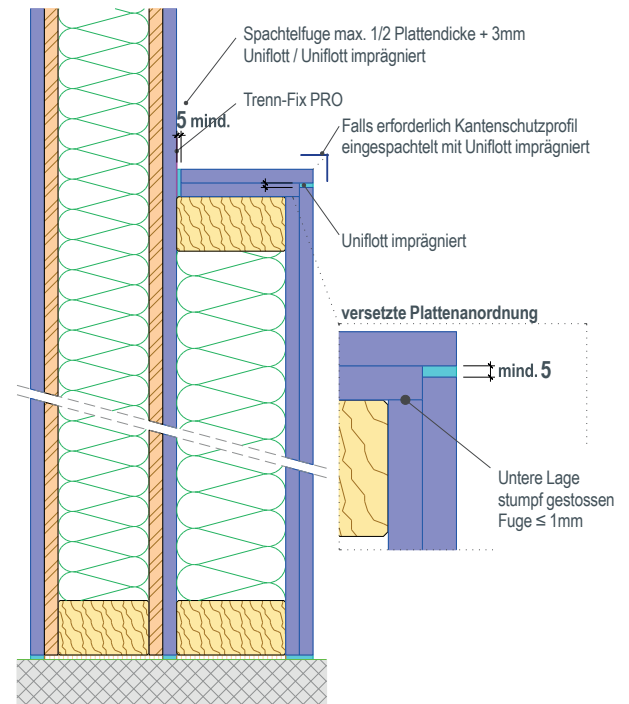 Spachtelfuge max. 1/2 Plattendicke + 3mm
Uniflott / Uniflott imprägniert
Trenn-Fix PRO
5 mind.
Falls erforderlich Kantenschutzprofil
eingespachtelt mit Uniflott imprägniert
Uniflott imprägniert
versetzte Plattenanordnung
mind. 5
Untere Lage
stumpf gestossen
Fuge ≤ 1mm